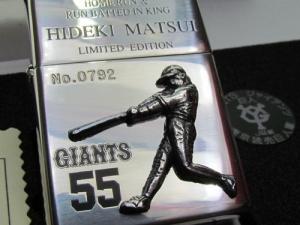 HOMERUN &
RUN BATTED IN KING
HIDEKI MATSUI
LIMITED EDITION
No.0792
GIANTS
55